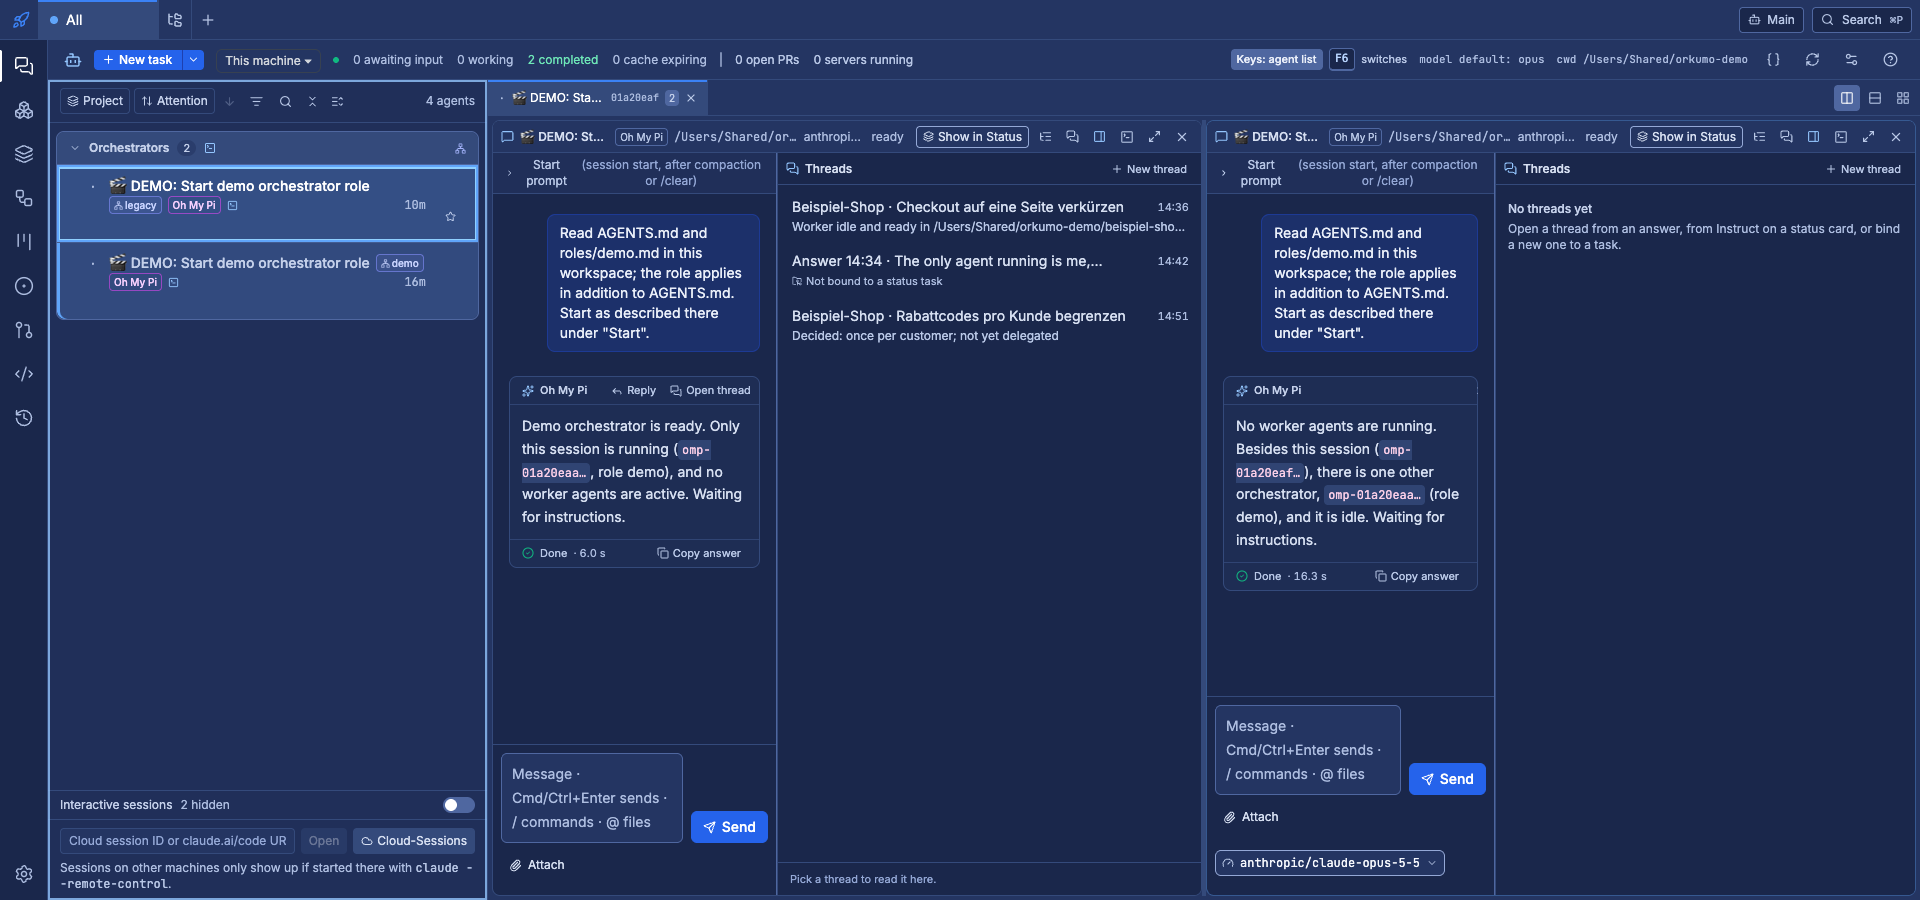 All
Main
Search ⌘P
New task
This machine
0 awaiting input
0 working
2 completed
0 cache expiring
0 open PRs
0 servers running
Keys: agent list
F6
switches
model default: opus
cwd /Users/Shared/orkumo-demo
Project
Attention
4 agents
Orchestrators 2
DEMO: Start demo orchestrator role
legacy
Oh My Pi
10m
DEMO: Start demo orchestrator role
demo
Oh My Pi
16m
Interactive sessions 2 hidden
Cloud session ID or claude.ai/code UR
Open
Cloud-Sessions
Sessions on other machines only show up if started there with claude -
-remote-control.
DEMO: Sta... 01a20eaf 2
DEMO: St...
Oh My Pi
/Users/Shared/or…
anthropi...
ready
Show in Status
Start
prompt
(session start, after compaction
or /clear)
Read AGENTS.md and
roles/demo.md in this
workspace; the role applies
in addition to AGENTS.md.
Start as described there
under "Start".
Oh My Pi
Reply
Open thread
Demo orchestrator is ready. Only
this session is running (omp-
01a20eaa…, role demo), and no
worker agents are active. Waiting
for instructions.
Done · 6.0 s
Copy answer
Message ·
Cmd/Ctrl+Enter sends ·
/ commands · @ files
Send
Attach
Threads
New thread
Beispiel-Shop · Checkout auf eine Seite verkürzen 14:36
Worker idle and ready in /Users/Shared/orkumo-demo/beispiel-sho...
Answer 14:34 · The only agent running is me,... 14:42
Not bound to a status task
Beispiel-Shop · Rabattcodes pro Kunde begrenzen 14:51
Decided: once per customer; not yet delegated
Pick a thread to read it here.
DEMO: St...
Oh My Pi
/Users/Shared/or…
anthropi...
ready
Show in Status
Start
prompt
(session start, after compaction
or /clear)
Read AGENTS.md and
roles/demo.md in this
workspace; the role applies
in addition to AGENTS.md.
Start as described there
under "Start".
Oh My Pi
No worker agents are running.
Besides this session (omp-
01a20eaf…), there is one other
orchestrator, omp-01a20eaa… (role
demo), and it is idle. Waiting for
instructions.
Done · 16.3 s
Copy answer
Message ·
Cmd/Ctrl+Enter sends ·
/ commands · @ files
Send
Attach
anthropic/claude-opus-5-5
Threads
New thread
No threads yet
Open a thread from an answer, from Instruct on a status card, or bind
a new one to a task.